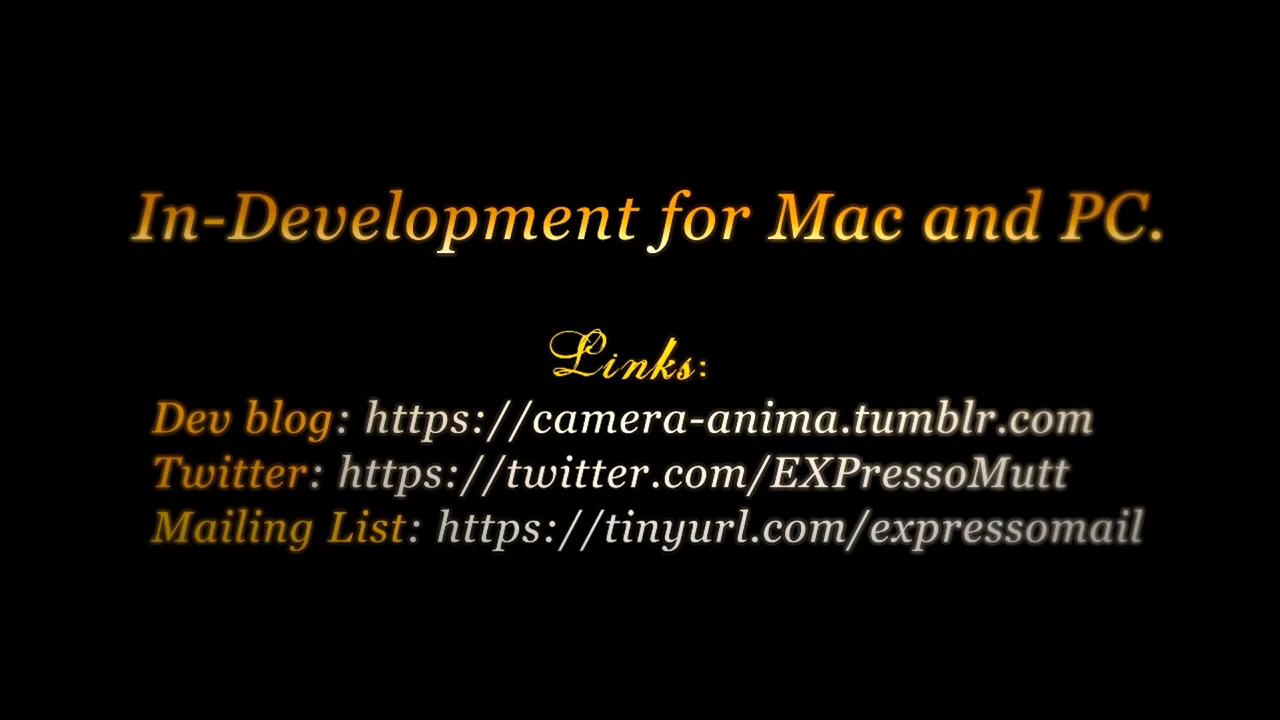 In-Development for Mac and PC.
Links:
Dev blog: https://camera-anima.tumblr.com
Twitter: https://twitter.com/EXPressoMutt
Mailing List: https://tinyurl.com/expressomail